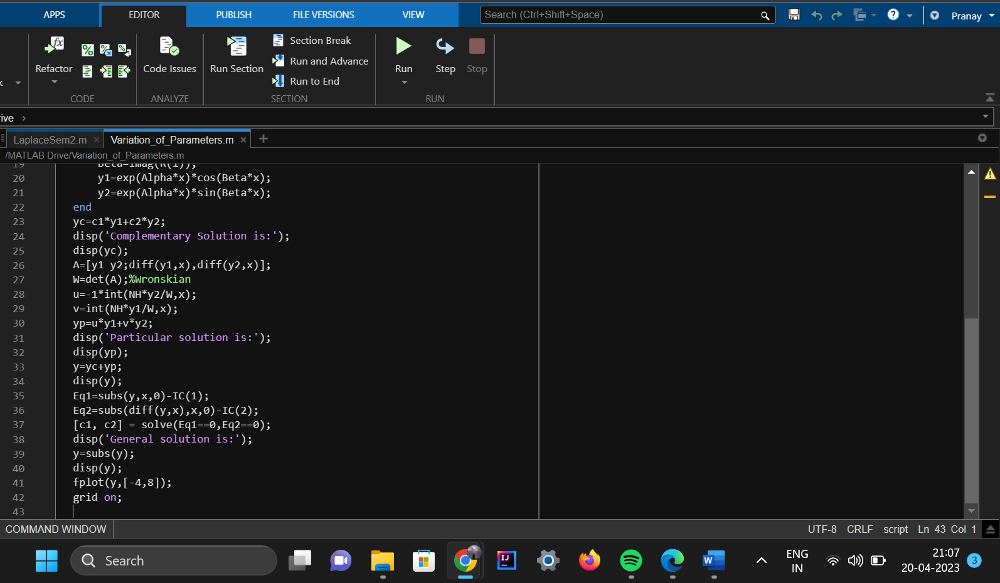 APPS EDITOR PUBLISH FILE VERSIONS VIEW Search (Ctrl+Shift+Space) ? Pranay
fx % % %
Section Break
Refactor Code Issues Run Section Run and Advance Run Step Stop
Run to End
CODE ANALYZE SECTION RUN
rive >
LaplaceSem2.m × Variation_of_Parameters.m × +
/MATLAB Drive/Variation_of_Parameters.m
19 Beta=imag(R(1));
20 y1=exp(Alpha*x)*cos(Beta*x);
21 y2=exp(Alpha*x)*sin(Beta*x);
22 end
23 yc=c1*y1+c2*y2;
24 disp('Complementary Solution is:');
25 disp(yc);
26 A=[y1 y2;diff(y1,x),diff(y2,x)];
27 W=det(A);%Wronskian
28 u=-1*int(NH*y2/W,x);
29 v=int(NH*y1/W,x);
30 yp=u*y1+v*y2;
31 disp('Particular solution is:');
32 disp(yp);
33 y=yc+yp;
34 disp(y);
35 Eq1=subs(y,x,0)-IC(1);
36 Eq2=subs(diff(y,x),x,0)-IC(2);
37 [c1, c2] = solve(Eq1==0,Eq2==0);
38 disp('General solution is:');
39 y=subs(y);
40 disp(y);
41 fplot(y,[-4,8]);
42 grid on;
43
COMMAND WINDOW UTF-8 CRLF script Ln 43 Col 1
Search IJ W ENG 21:07
IN 20-04-2023 3